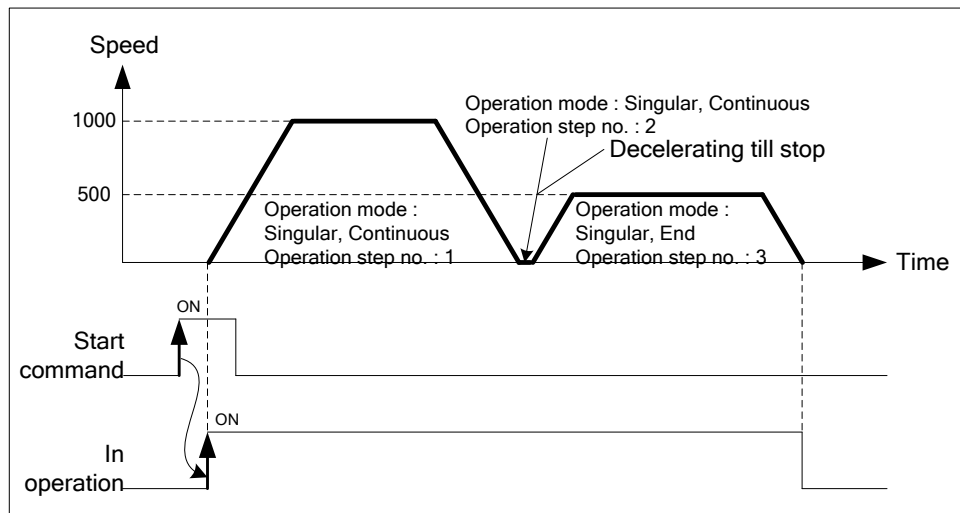 Speed
Operation mode : Singular, Continuous
Operation step no. : 2
Decelerating till stop
1000
500
Operation mode :
Singular, Continuous
Operation step no. : 1
Operation mode :
Singular, End
Operation step no. : 3
Time
ON
Start
command
ON
In
operation